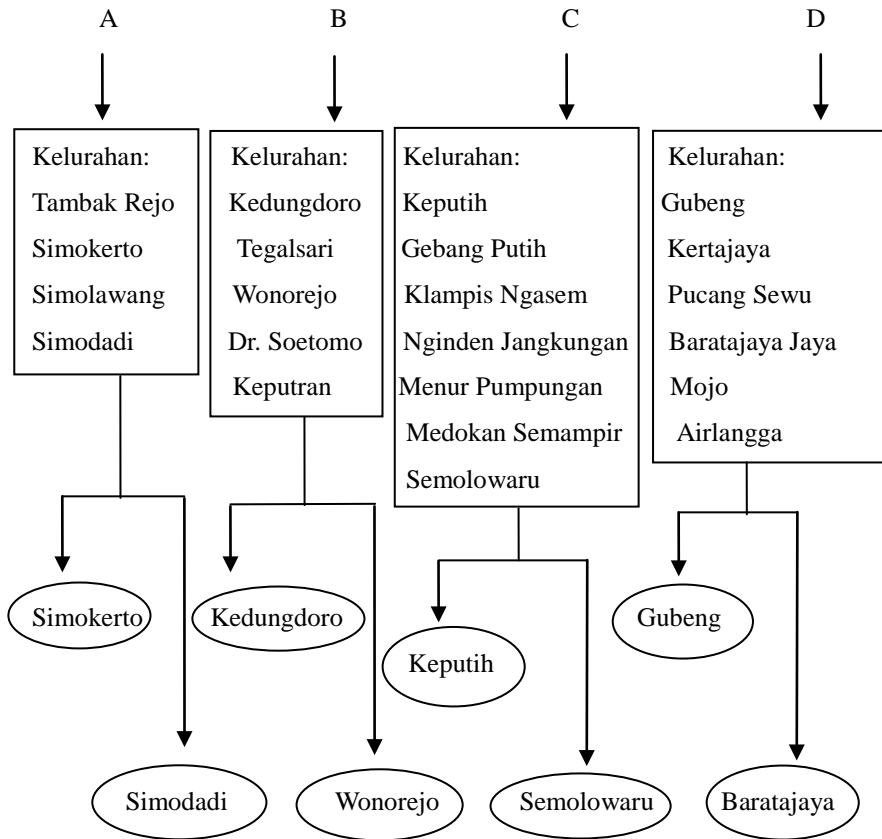 A
B
C
D
Kelurahan:
Tambak Rejo
Simokerto
Simolawang
Simodadi
Kelurahan:
Kedungdoro
Tegalsari
Wonorejo
Dr. Soetomo
Keputran
Kelurahan:
Keputih
Gebang Putih
Klampis Ngasem
Nginden Jangkungan
Menur Pumpungan
Medokan Semampir
Semolowaru
Kelurahan:
Gubeng
Kertajaya
Pucang Sewu
Baratajaya Jaya
Mojo
Airlangga
Simokerto
Kedungdoro
Keputih
Gubeng
Simodadi
Wonorejo
Semolowaru
Baratajaya